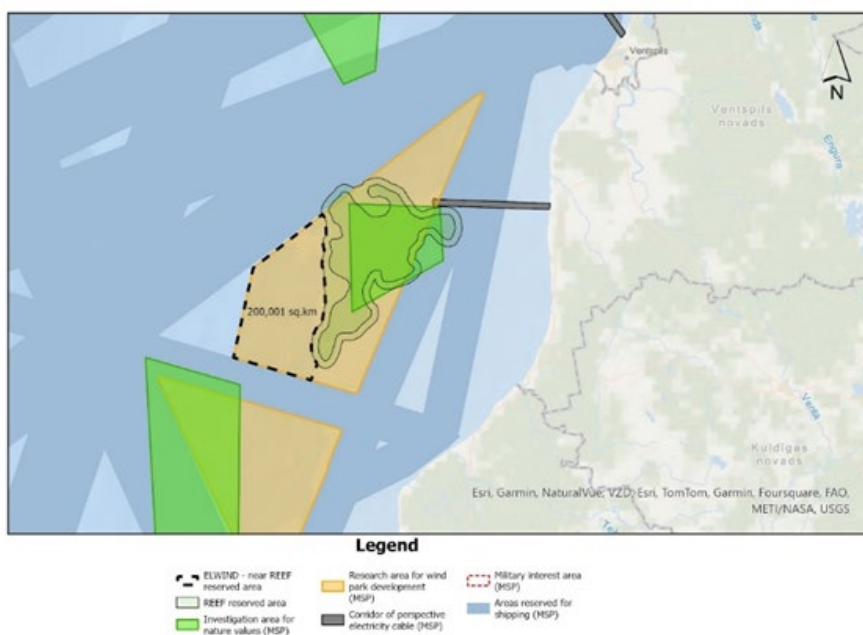 Ventspils
N
Ventspils
novads
Engura
200,001 sq.km
Venta
Kuldīgas
novads
Esri, Garmin, NaturalVue, VZD, Esri, TomTom, Garmin, Foursquare, FAO,
METI/NASA, USGS
Legend
ELWIND - near REEF
reserved area
REEF reserved area
Investigation area for
nature values (MSP)
Research area for wind
park development
(MSP)
Corridor of perspective
electricity cable (MSP)
Military interest area
(MSP)
Areas reserved for
shipping (MSP)